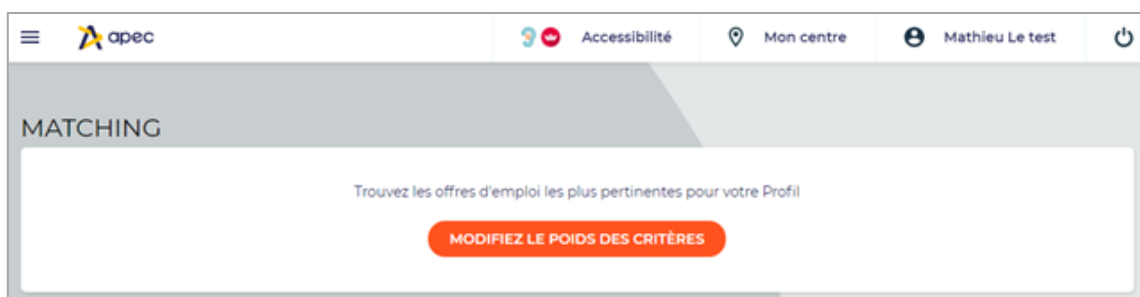 apec Accessibilité Mon centre Mathieu Le test
MATCHING
Trouvez les offres d'emploi les plus pertinentes pour votre Profil
MODIFIEZ LE POIDS DES CRITÈRES